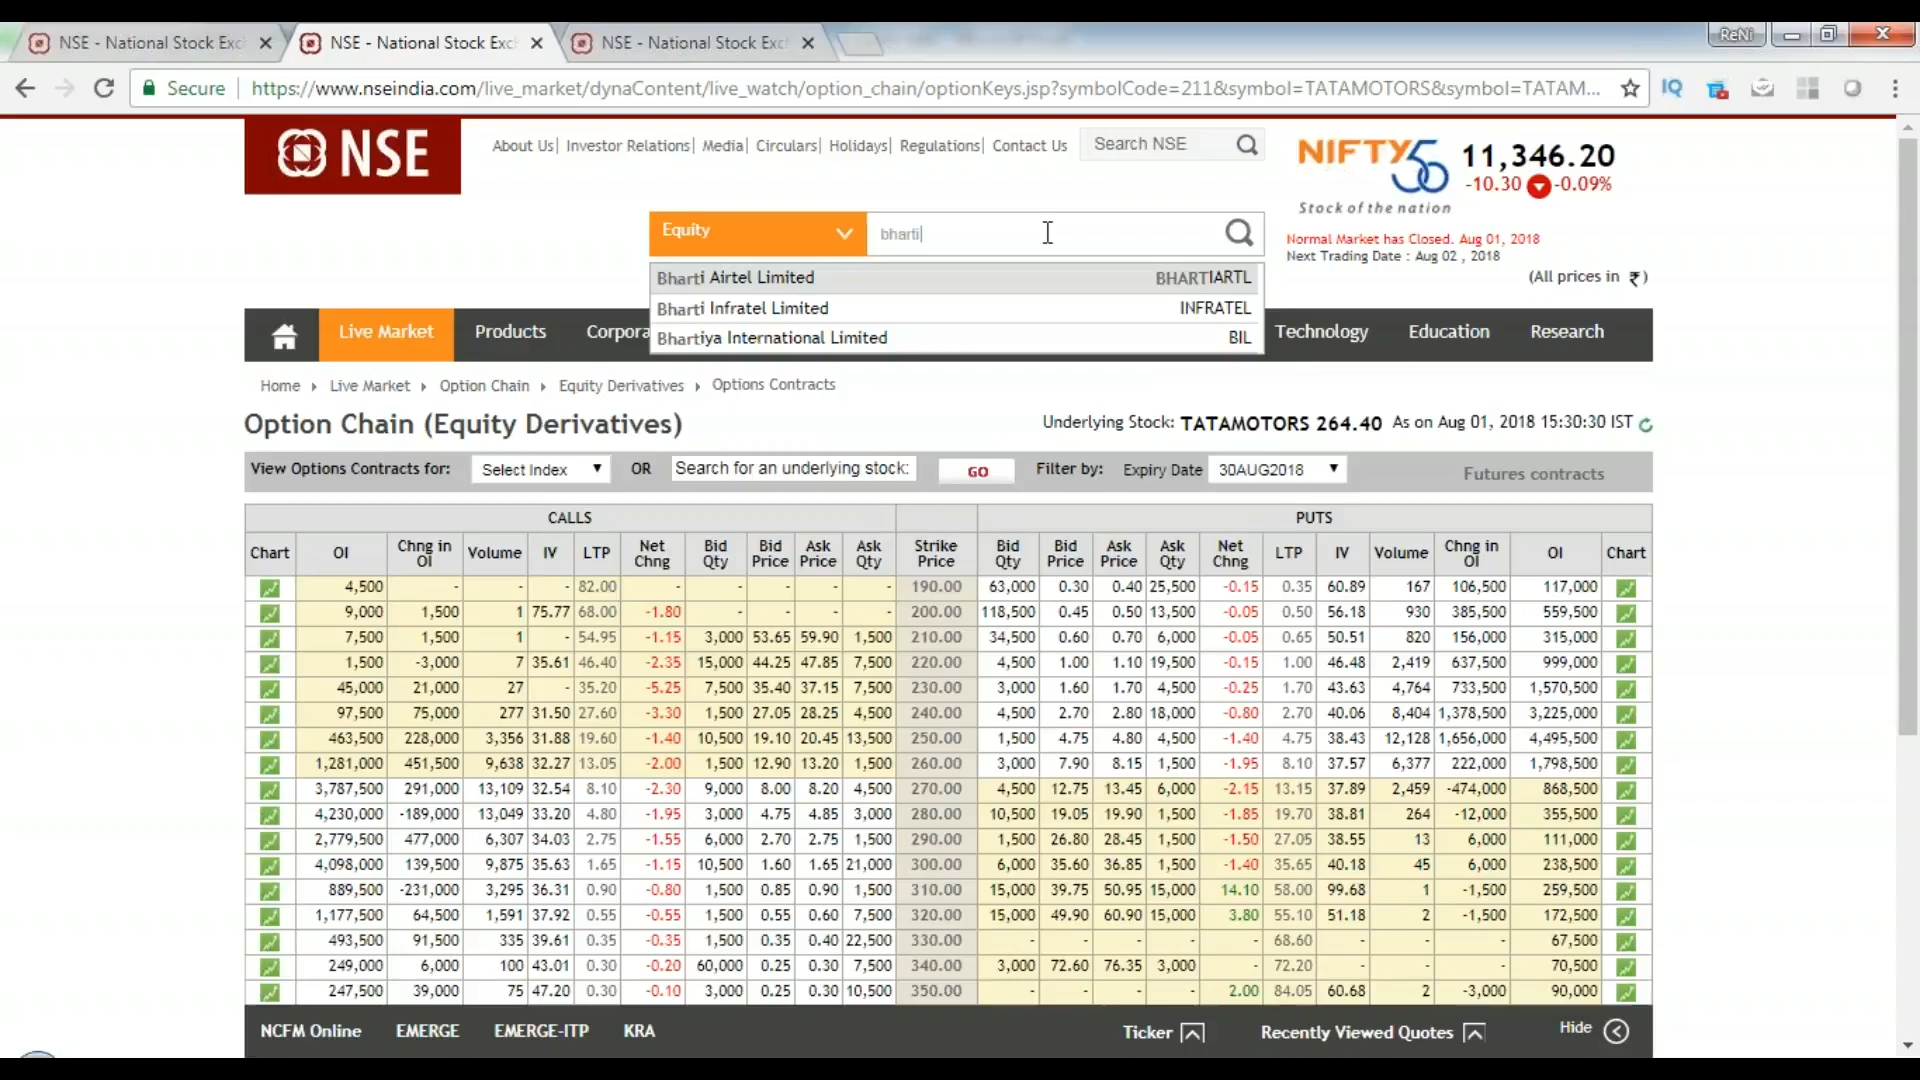 NSE - National Stock Exc
NSE - National Stock Exc
NSE - National Stock Exc
ReNi
Secure
https://www.nseindia.com/live_market/dynaContent/live_watch/option_chain/optionKeys.jsp?symbolCode=211&symbol=TATAMOTORS&symbol=TATAM...
IQ
NSE
About Us| Investor Relations| Media| Circulars| Holidays| Regulations| Contact Us
Search NSE
NIFTY50
11,346.20
-10.30 -0.09%
Stock of the nation
Normal Market has Closed. Aug 01, 2018
Next Trading Date : Aug 02 , 2018
(All prices in ₹ )
Equity
bharti
Bharti Airtel Limited BHARTIARTL
Bharti Infratel Limited INFRATEL
Bhartiya International Limited BIL
Live Market Products Corpora Technology Education Research
Home Live Market Option Chain Equity Derivatives Options Contracts
Option Chain (Equity Derivatives)
Underlying Stock: TATAMOTORS 264.40 As on Aug 01, 2018 15:30:30 IST
View Options Contracts for: Select Index OR Search for an underlying stock: GO Filter by: Expiry Date 30AUG2018 Futures contracts
CALLS PUTS
Chart OI Chng in OI Volume IV LTP Net Chng Bid Qty Bid Price Ask Price Ask Qty Strike Price Bid Qty Bid Price Ask Price Ask Qty Net Chng LTP IV Volume Chng in OI OI Chart
4,500 - - - 82.00 - - - - - 190.00 63,000 0.30 0.40 25,500 -0.15 0.35 60.89 167 106,500 117,000
9,000 1,500 1 75.77 68.00 -1.80 - - - - 200.00 118,500 0.45 0.50 13,500 -0.05 0.50 56.18 930 385,500 559,500
7,500 1,500 1 - 54.95 -1.15 3,000 53.65 59.90 1,500 210.00 34,500 0.60 0.70 6,000 -0.05 0.65 50.51 820 156,000 315,000
1,500 -3,000 7 35.61 46.40 -2.35 15,000 44.25 47.85 7,500 220.00 4,500 1.00 1.10 19,500 -0.15 1.00 46.48 2,419 637,500 999,000
45,000 21,000 27 - 35.20 -5.25 7,500 35.40 37.15 7,500 230.00 3,000 1.60 1.70 4,500 -0.25 1.70 43.63 4,764 733,500 1,570,500
97,500 75,000 277 31.50 27.60 -3.30 1,500 27.05 28.25 4,500 240.00 4,500 2.70 2.80 18,000 -0.80 2.70 40.06 8,404 1,378,500 3,225,000
463,500 228,000 3,356 31.88 19.60 -1.40 10,500 19.10 20.45 13,500 250.00 1,500 4.75 4.80 4,500 -1.40 4.75 38.43 12,128 1,656,000 4,495,500
1,281,000 451,500 9,638 32.27 13.05 -2.00 1,500 12.90 13.20 1,500 260.00 3,000 7.90 8.15 1,500 -1.95 8.10 37.57 6,377 222,000 1,798,500
3,787,500 291,000 13,109 32.54 8.10 -2.30 9,000 8.00 8.20 4,500 270.00 4,500 12.75 13.45 6,000 -2.15 13.15 37.89 2,459 -474,000 868,500
4,230,000 -189,000 13,049 33.20 4.80 -1.95 3,000 4.75 4.85 3,000 280.00 10,500 19.05 19.90 1,500 -1.85 19.70 38.81 264 -12,000 355,500
2,779,500 477,000 6,307 34.03 2.75 -1.55 6,000 2.70 2.75 1,500 290.00 1,500 26.80 28.45 1,500 -1.50 27.05 38.55 13 6,000 111,000
4,098,000 139,500 9,875 35.63 1.65 -1.15 10,500 1.60 1.65 21,000 300.00 6,000 35.60 36.85 1,500 -1.40 35.65 40.18 45 6,000 238,500
889,500 -231,000 3,295 36.31 0.90 -0.80 1,500 0.85 0.90 1,500 310.00 15,000 39.75 50.95 15,000 14.10 58.00 99.68 1 -1,500 259,500
1,177,500 64,500 1,591 37.92 0.55 -0.55 1,500 0.55 0.60 7,500 320.00 15,000 49.90 60.90 15,000 3.80 55.10 51.18 2 -1,500 172,500
493,500 91,500 335 39.61 0.35 -0.35 1,500 0.35 0.40 22,500 330.00 - - - - - 68.60 - - - 67,500
249,000 6,000 100 43.01 0.30 -0.20 60,000 0.25 0.30 7,500 340.00 3,000 72.60 76.35 3,000 - 72.20 - - - 70,500
247,500 39,000 75 47.20 0.30 -0.10 3,000 0.25 0.30 10,500 350.00 - - - - 2.00 84.05 60.68 2 -3,000 90,000
NCFM Online EMERGE EMERGE-ITP KRA Ticker Recently Viewed Quotes Hide